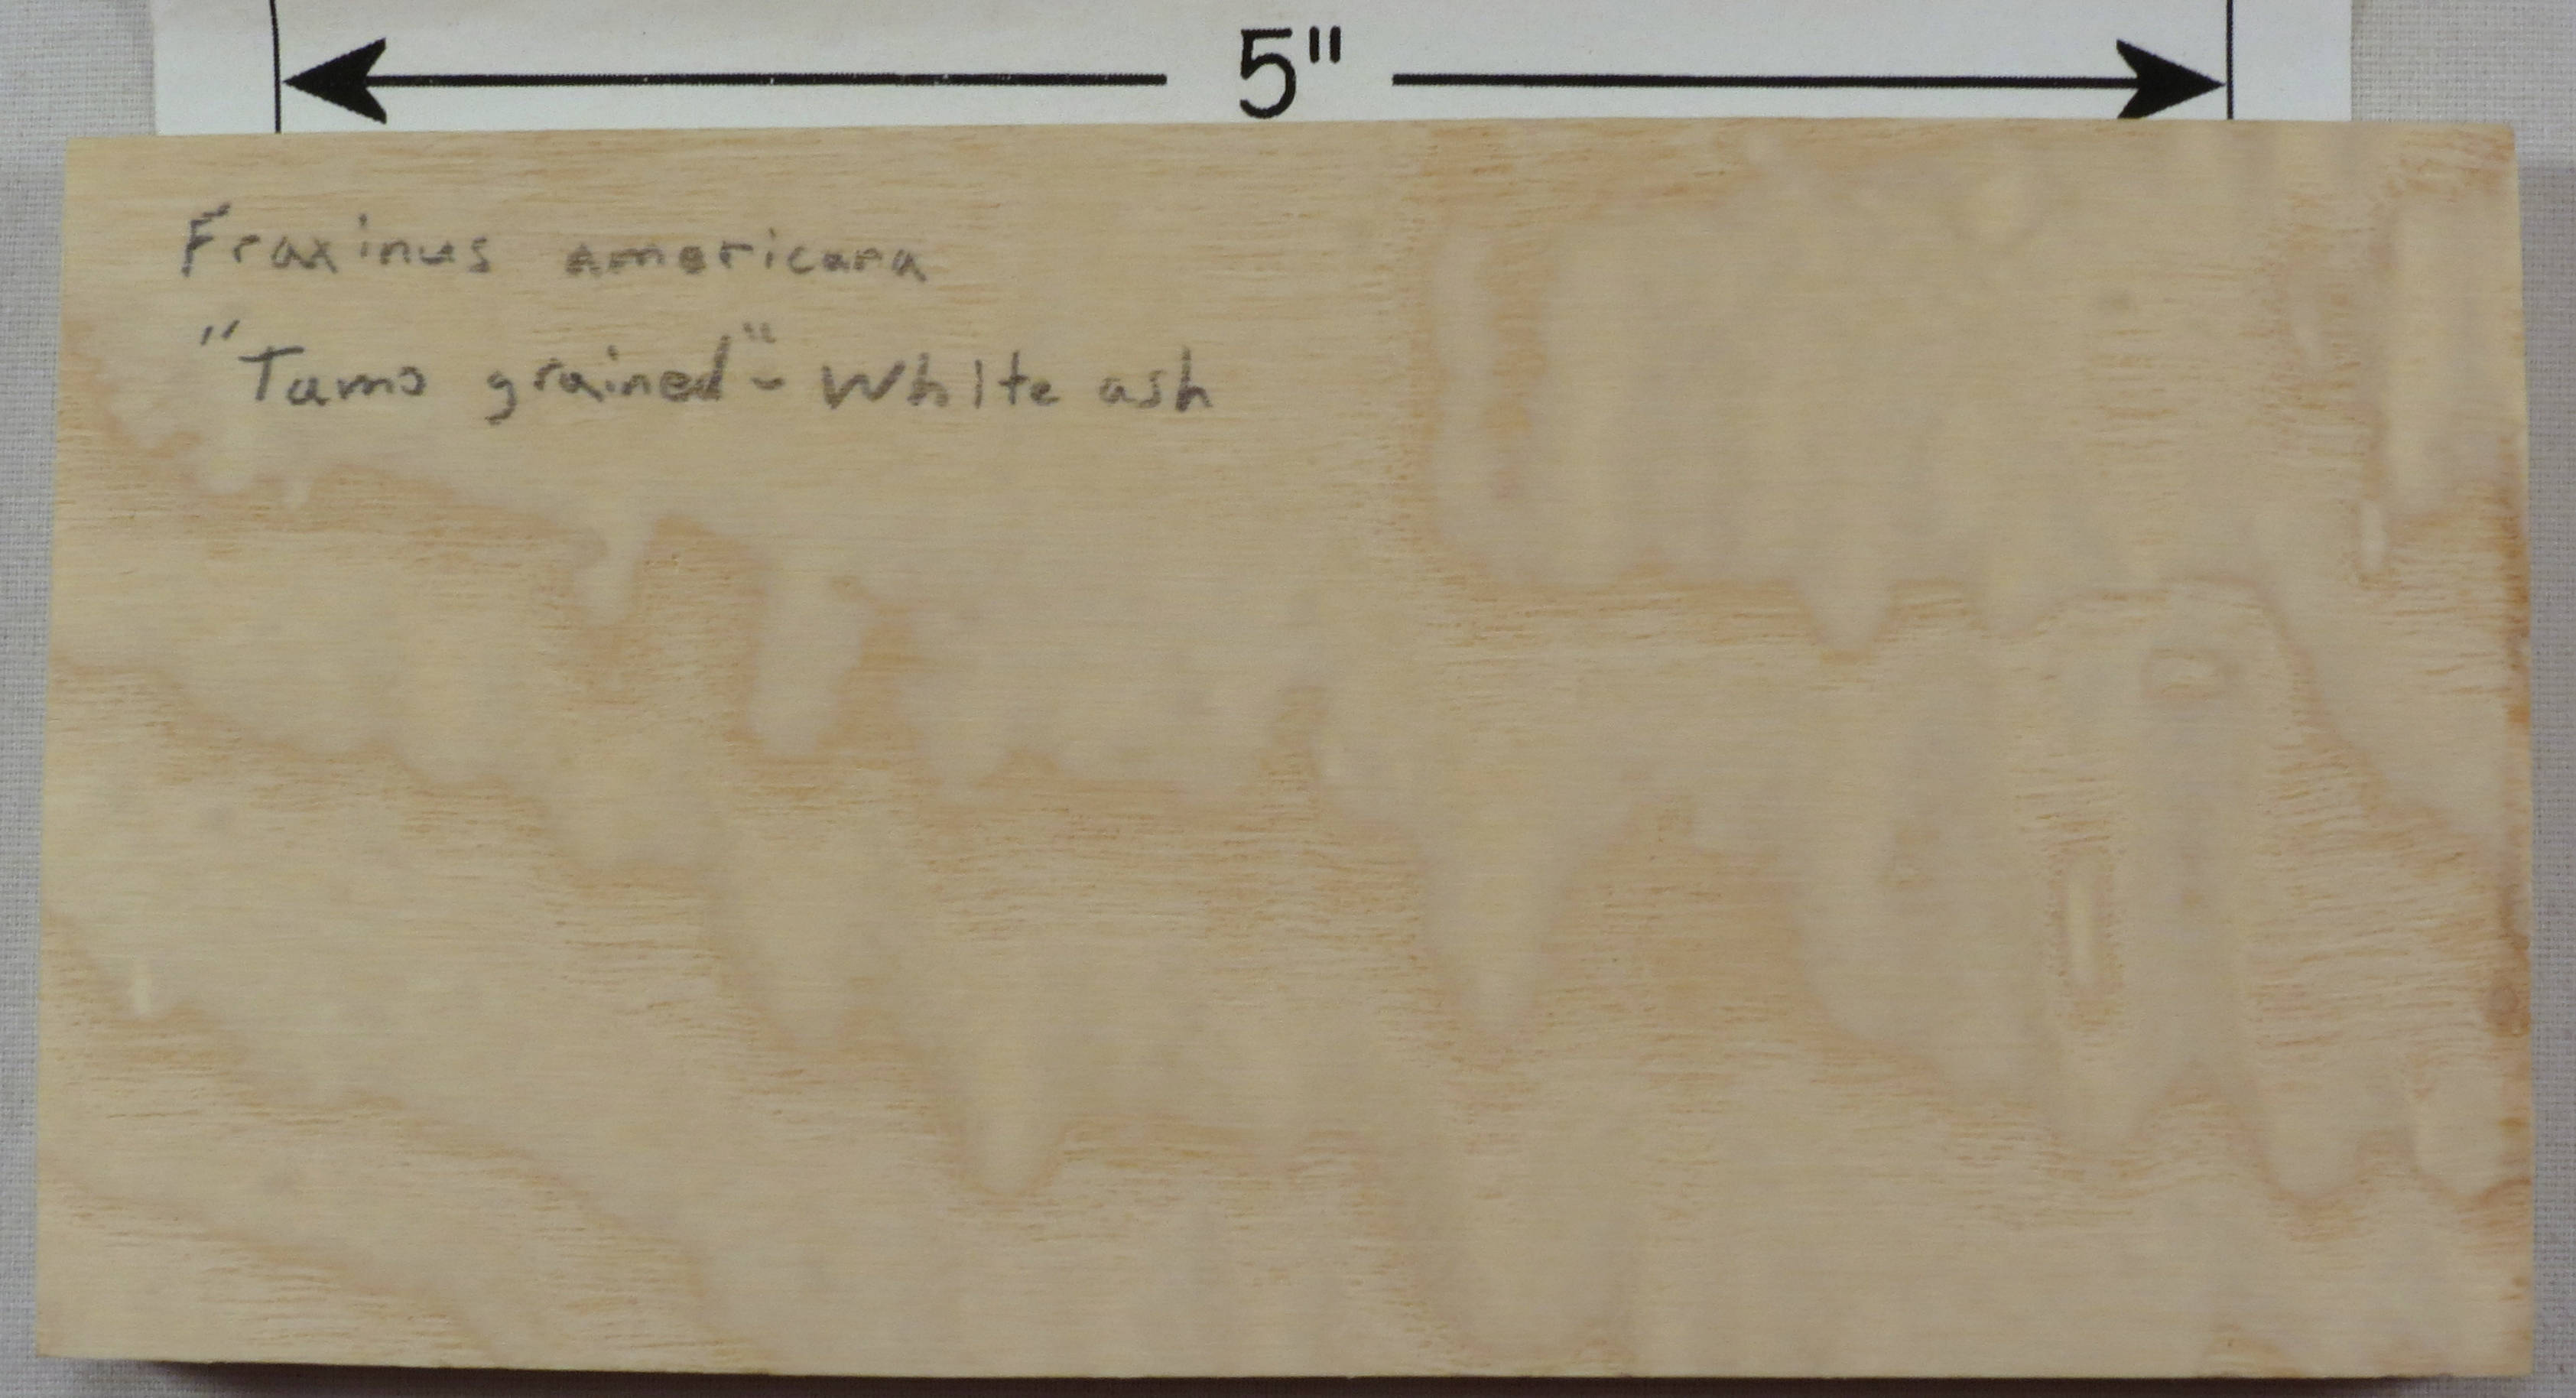 5"
Fraxinus americana
"Tamo grained" - White ash